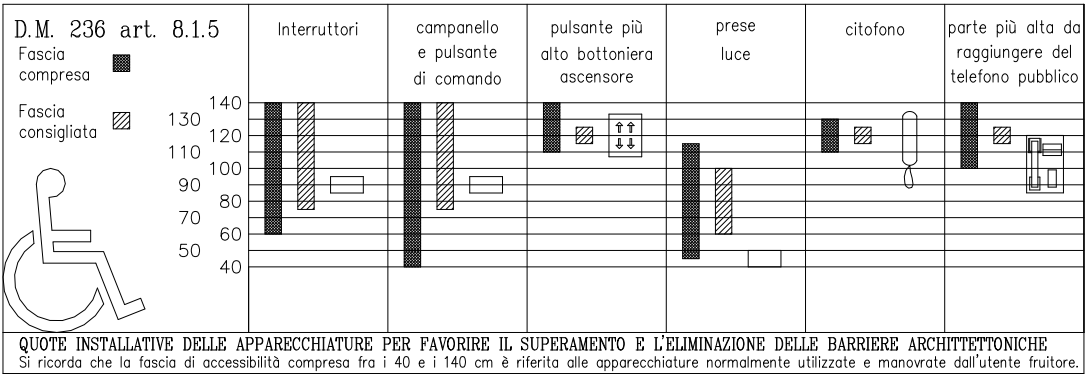 D.M. 236 art. 8.1.5
Fascia
compresa
Fascia
consigliata
Interruttori
campanello
e pulsante
di comando
pulsante più
alto bottoniera
ascensore
prese
luce
citofono
parte più alta da
raggiungere del
telefono pubblico
140
130
120
110
100
90
80
70
60
50
40
QUOTE INSTALLATIVE DELLE APPARECCHIATURE PER FAVORIRE IL SUPERAMENTO E L'ELIMINAZIONE DELLE BARRIERE ARCHITTETTONICHE
Si ricorda che la fascia di accessibilità compresa fra i 40 e i 140 cm è riferita alle apparecchiature normalmente utilizzate e manovrate dall'utente fruitore.